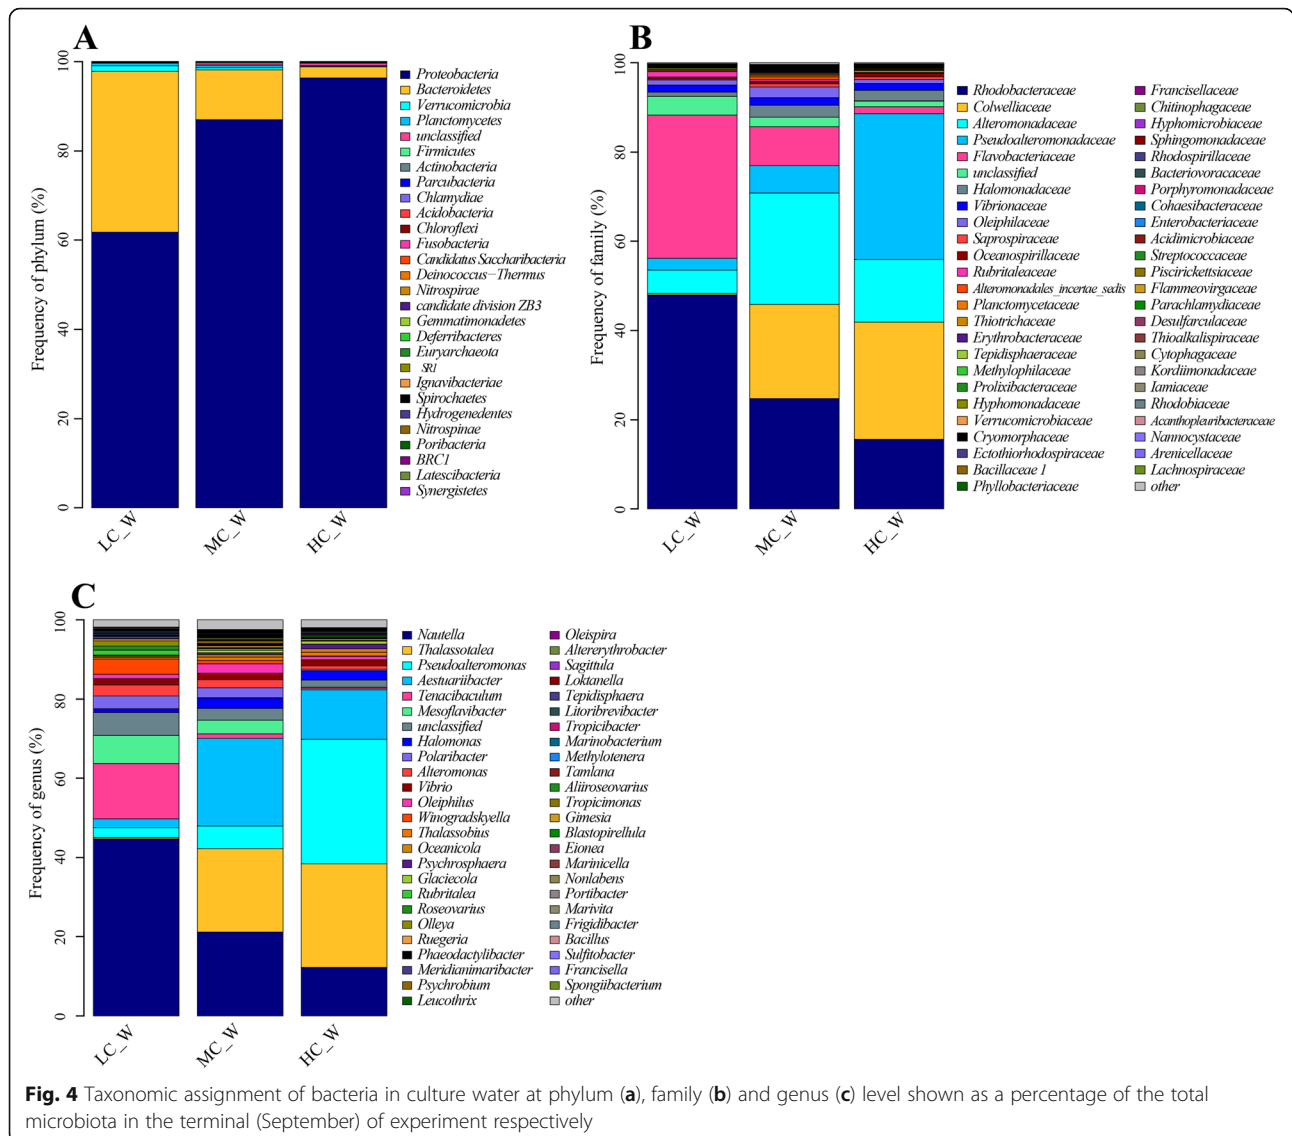 A
Frequency of phylum (%)
0
20
40
60
80
100
LC_W
MC_W
HC_W
Proteobacteria
Bacteroidetes
Verrucomicrobia
Planctomycetes
unclassified
Firmicutes
Actinobacteria
Parcubacteria
Chlamydiae
Acidobacteria
Chloroflexi
Fusobacteria
Candidatus Saccharibacteria
Deinococcus−Thermus
Nitrospirae
candidate division ZB3
Gemmatimonadetes
Deferribacteres
Euryarchaeota
SR1
Ignavibacteriae
Spirochaetes
Hydrogenedentes
Nitrospinae
Poribacteria
BRC1
Latescibacteria
Synergistetes
B
Frequency of family (%)
0
20
40
60
80
100
LC_W
MC_W
HC_W
Rhodobacteraceae
Colwelliaceae
Alteromonadaceae
Pseudoalteromonadaceae
Flavobacteriaceae
unclassified
Halomonadaceae
Vibrionaceae
Oleiphilaceae
Saprospiraceae
Oceanospirillaceae
Rubritaleaceae
Alteromonadales_incertae_sedis
Planctomycetaceae
Thiotrichaceae
Erythrobacteraceae
Tepidisphaeraceae
Methylophilaceae
Prolixibacteraceae
Hyphomonadaceae
Verrucomicrobiaceae
Cryomorphaceae
Ectothiorhodospiraceae
Bacillaceae 1
Phyllobacteriaceae
Francisellaceae
Chitinophagaceae
Hyphomicrobiaceae
Sphingomonadaceae
Rhodospirillaceae
Bacteriovoracaceae
Porphyromonadaceae
Cohaesibacteraceae
Enterobacteriaceae
Acidimicrobiaceae
Streptococcaceae
Piscirickettsiaceae
Flammeovirgaceae
Parachlamydiaceae
Desulfarculaceae
Thioalkalispiraceae
Cytophagaceae
Kordiimonadaceae
Iamiaceae
Rhodobiaceae
Acanthopleuribacteraceae
Nannocystaceae
Arenicellaceae
Lachnospiraceae
other
C
Frequency of genus (%)
0
20
40
60
80
100
LC_W
MC_W
HC_W
Nautella
Thalassotalea
Pseudoalteromonas
Aestuariibacter
Tenacibaculum
Mesoflavibacter
unclassified
Halomonas
Polaribacter
Alteromonas
Vibrio
Oleiphilus
Winogradskyella
Thalassobius
Oceanicola
Psychrosphaera
Glaciecola
Rubritalea
Roseovarius
Olleya
Ruegeria
Phaeodactylibacter
Meridianimaribacter
Psychrobium
Leucothrix
Oleispira
Altererythrobacter
Sagittula
Loktanella
Tepidisphaera
Litoribrevibacter
Tropicibacter
Marinobacterium
Methylotenera
Tamlana
Aliiroseovarius
Tropicimonas
Gimesia
Blastopirellula
Eionea
Marinicella
Nonlabens
Portibacter
Marivita
Frigidibacter
Bacillus
Sulfitobacter
Francisella
Spongiibacterium
other
Fig. 4 Taxonomic assignment of bacteria in culture water at phylum (a), family (b) and genus (c) level shown as a percentage of the total
microbiota in the terminal (September) of experiment respectively